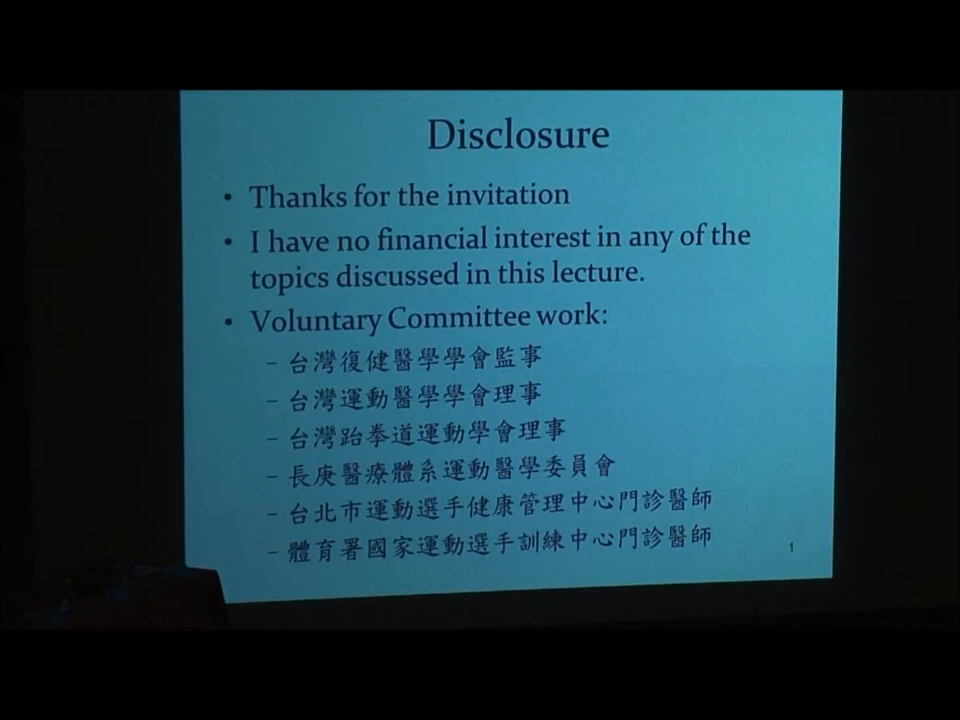 Disclosure
• Thanks for the invitation
• I have no financial interest in any of the
topics discussed in this lecture.
• Voluntary Committee work:
– 台灣復健醫學學會監事
– 台灣運動醫學學會理事
– 台灣跆拳道運動學會理事
– 長庚醫療體系運動醫學委員會
– 台北市運動選手健康管理中心門診醫師
– 體育署國家運動選手訓練中心門診醫師
1